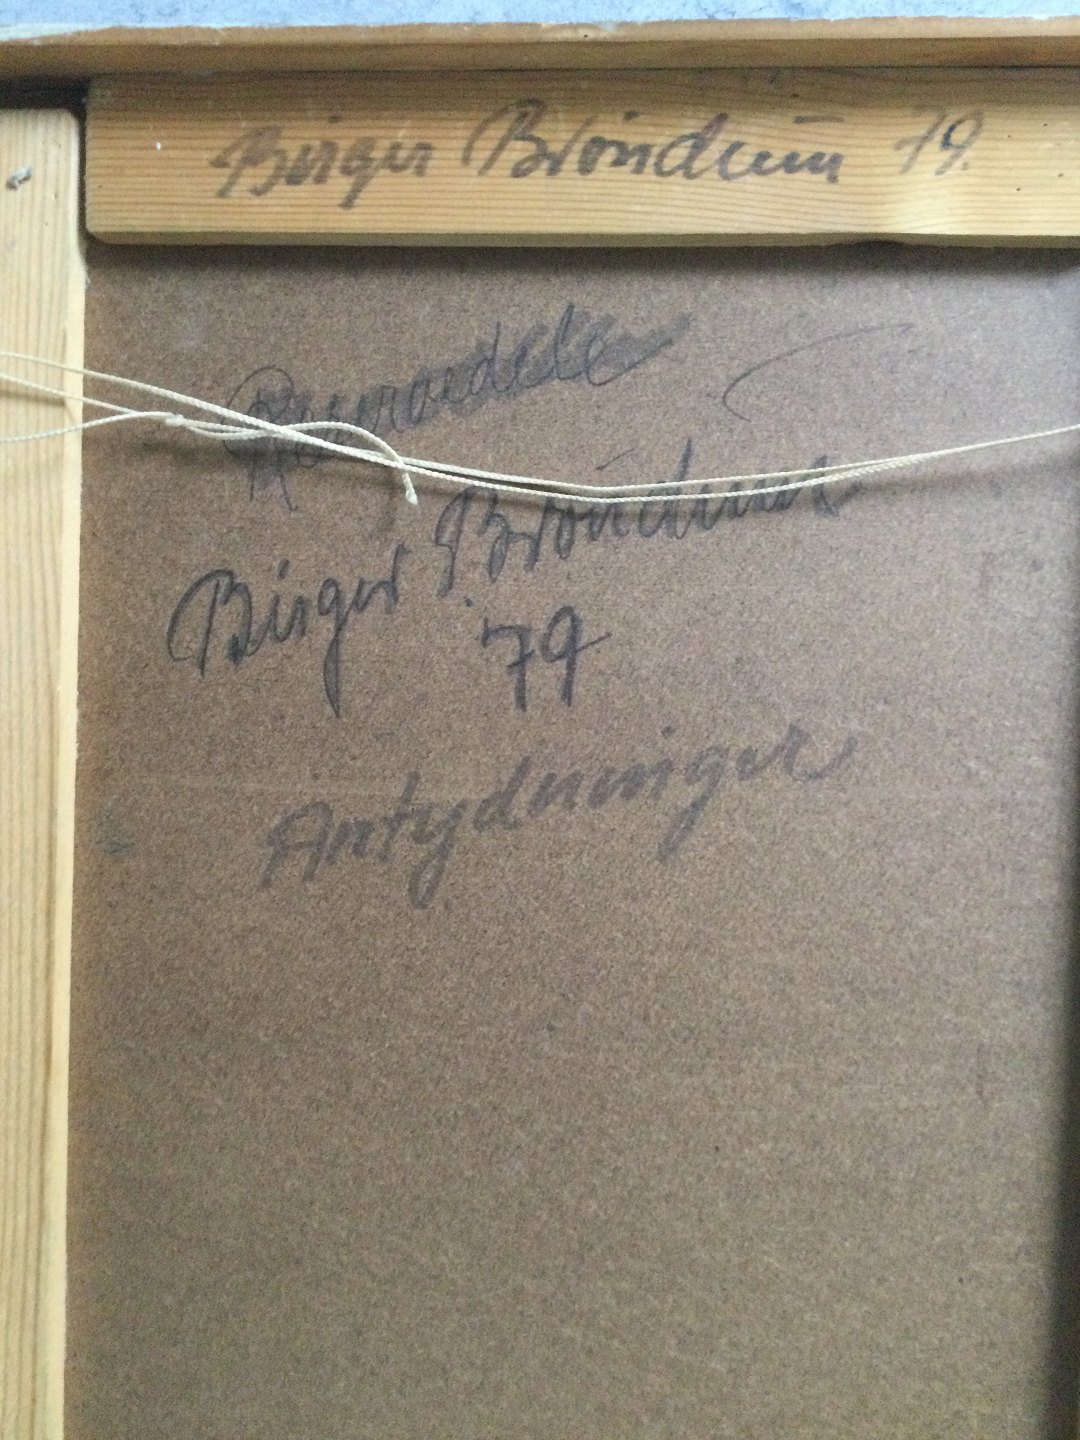 Birger Bröndum 79.
Birger Bröndum
79
Antydninger